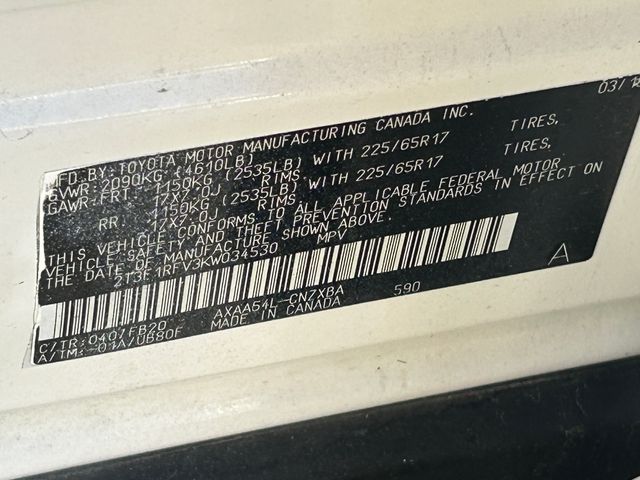 MFD.BY:TOYOTA MOTOR MANUFACTURING CANADA INC. 03/1
GVWR:2090KG (4610LB)
GAWR:FRT 1150KG (2535LB) WITH 225/65R17 TIRES,
17X7.0J RIMS.
RR 1150KG (2535LB) WITH 225/65R17 TIRES,
17X7.0J RIMS.
THIS VEHICLE CONFORMS TO ALL APPLICABLE FEDERAL MOTOR
VEHICLE SAFETY AND THEFT PREVENTION STANDARDS IN EFFECT ON
THE DATE OF MANUFACTURE SHOWN ABOVE.
2T3F1RFV3KW034530 MPV
A
C/TR:040/FB20 AXAA54L-CN7XBA 590
A/TM:-01A/UB80F MADE IN CANADA